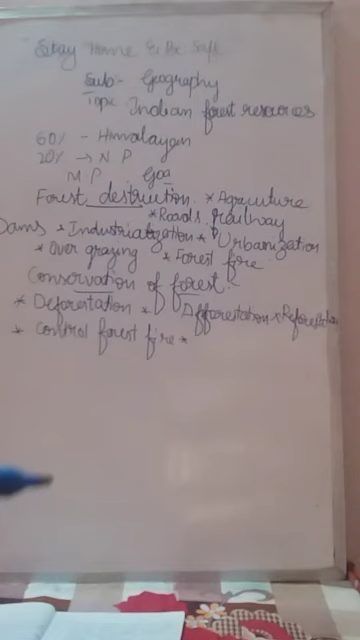 Stay Home & Be Safe
Sub- Geography
Topic Indian forest resources
60% - Himalayan
20% → N P
M P Goa
Forest destruction * Agriculture
* Roads, railway
Dams * Industrialization * Urbanization
* Over grazing * Forest fire
Conservation of forest
* Deforestation * Afforestation *
* Control forest fire *